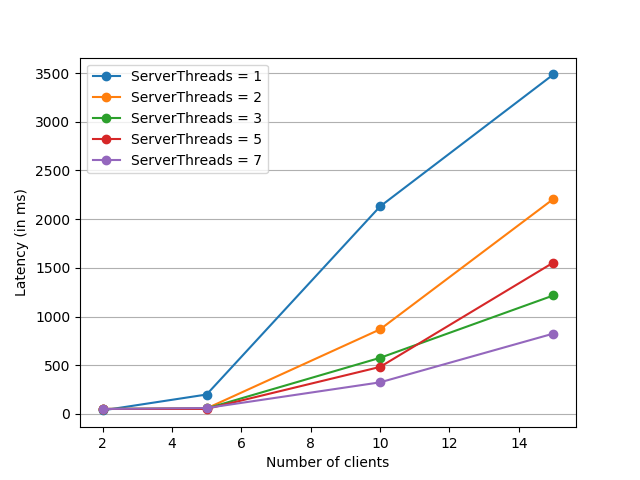 ServerThreads = 1
ServerThreads = 2
ServerThreads = 3
ServerThreads = 5
ServerThreads = 7
3500
3000
2500
2000
1500
1000
500
0
Latency (in ms)
2 4 6 8 10 12 14
Number of clients